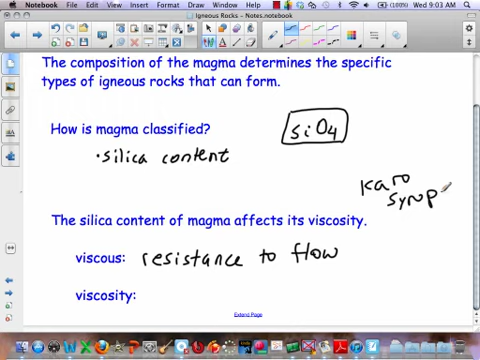 Notebook File Edit View Insert Format Tools Help
(100%) Wed 9:03 AM
Igneous Rocks - Notes.notebook
The composition of the magma determines the specific
types of igneous rocks that can form.
How is magma classified?
SiO4
•silica content
karo
syrup
The silica content of magma affects its viscosity.
viscous: resistance to flow
viscosity:
Extend Page